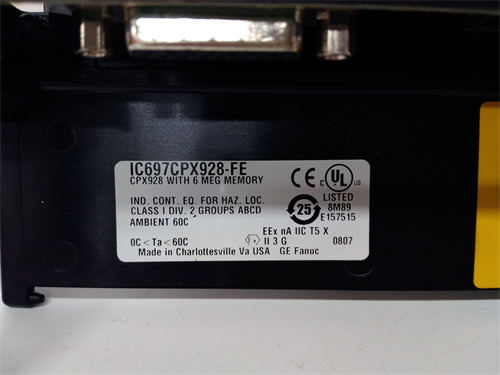 IC697CPX928-FE
CPX928 WITH 6 MEG MEMORY
IND. CONT. EQ. FOR HAZ. LOC.
CLASS I DIV. 2 GROUPS ABCD
AMBIENT 60C
CE
C UL US
LISTED
8M89
E157515
25
EEx nA IIC T5 X
0C < Ta < 60C
Ex II 3 G
0807
Made in Charlottesville Va USA GE Fanuc